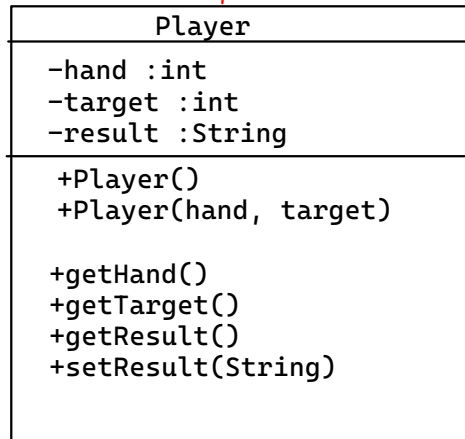 Player
-hand :int
-target :int
-result :String
+Player()
+Player(hand, target)
+getHand()
+getTarget()
+getResult()
+setResult(String)